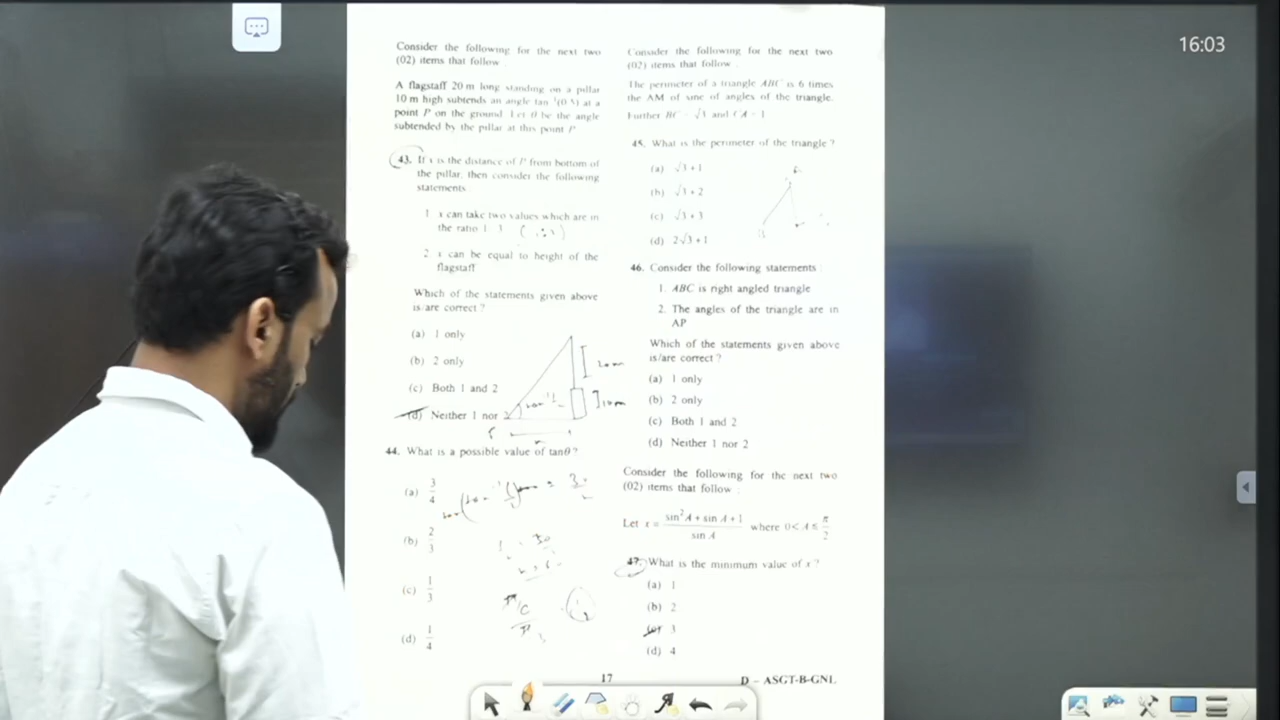 16:03
Consider the following for the next two
(02) items that follow
A flagstaff 20 m long standing on a pillar
10 m high subtends an angle tan⁻¹(0.5) at a
point P on the ground. Let θ be the angle
subtended by the pillar at this point P
43. If x is the distance of P from bottom of
the pillar, then consider the following
statements
1 x can take two values which are in
the ratio 1 3
2 x can be equal to height of the
flagstaff
Which of the statements given above
is/are correct ?
(a) 1 only
(b) 2 only
(c) Both 1 and 2
(d) Neither 1 nor 2
20m
10m
P
x
44. What is a possible value of tanθ ?
(a) 3/4
(b) 2/3
(c) 1/3
(d) 1/4
Consider the following for the next two
(02) items that follow
The perimeter of a triangle ABC is 6 times
the AM of sine of angles of the triangle.
Further BC = √3 and CA = 1
45. What is the perimeter of the triangle ?
(a) √3 + 1
(b) √3 + 2
(c) √3 + 3
(d) 2√3 + 1
46. Consider the following statements
1. ABC is right angled triangle
2. The angles of the triangle are in
AP
Which of the statements given above
is/are correct ?
(a) 1 only
(b) 2 only
(c) Both 1 and 2
(d) Neither 1 nor 2
Consider the following for the next two
(02) items that follow :
Let x = (sin²A + sin A + 1)/sin A where 0 < A ≤ π/2
47. What is the minimum value of x ?
(a) 1
(b) 2
(c) 3
(d) 4
17
D – ASGT-B-GNL